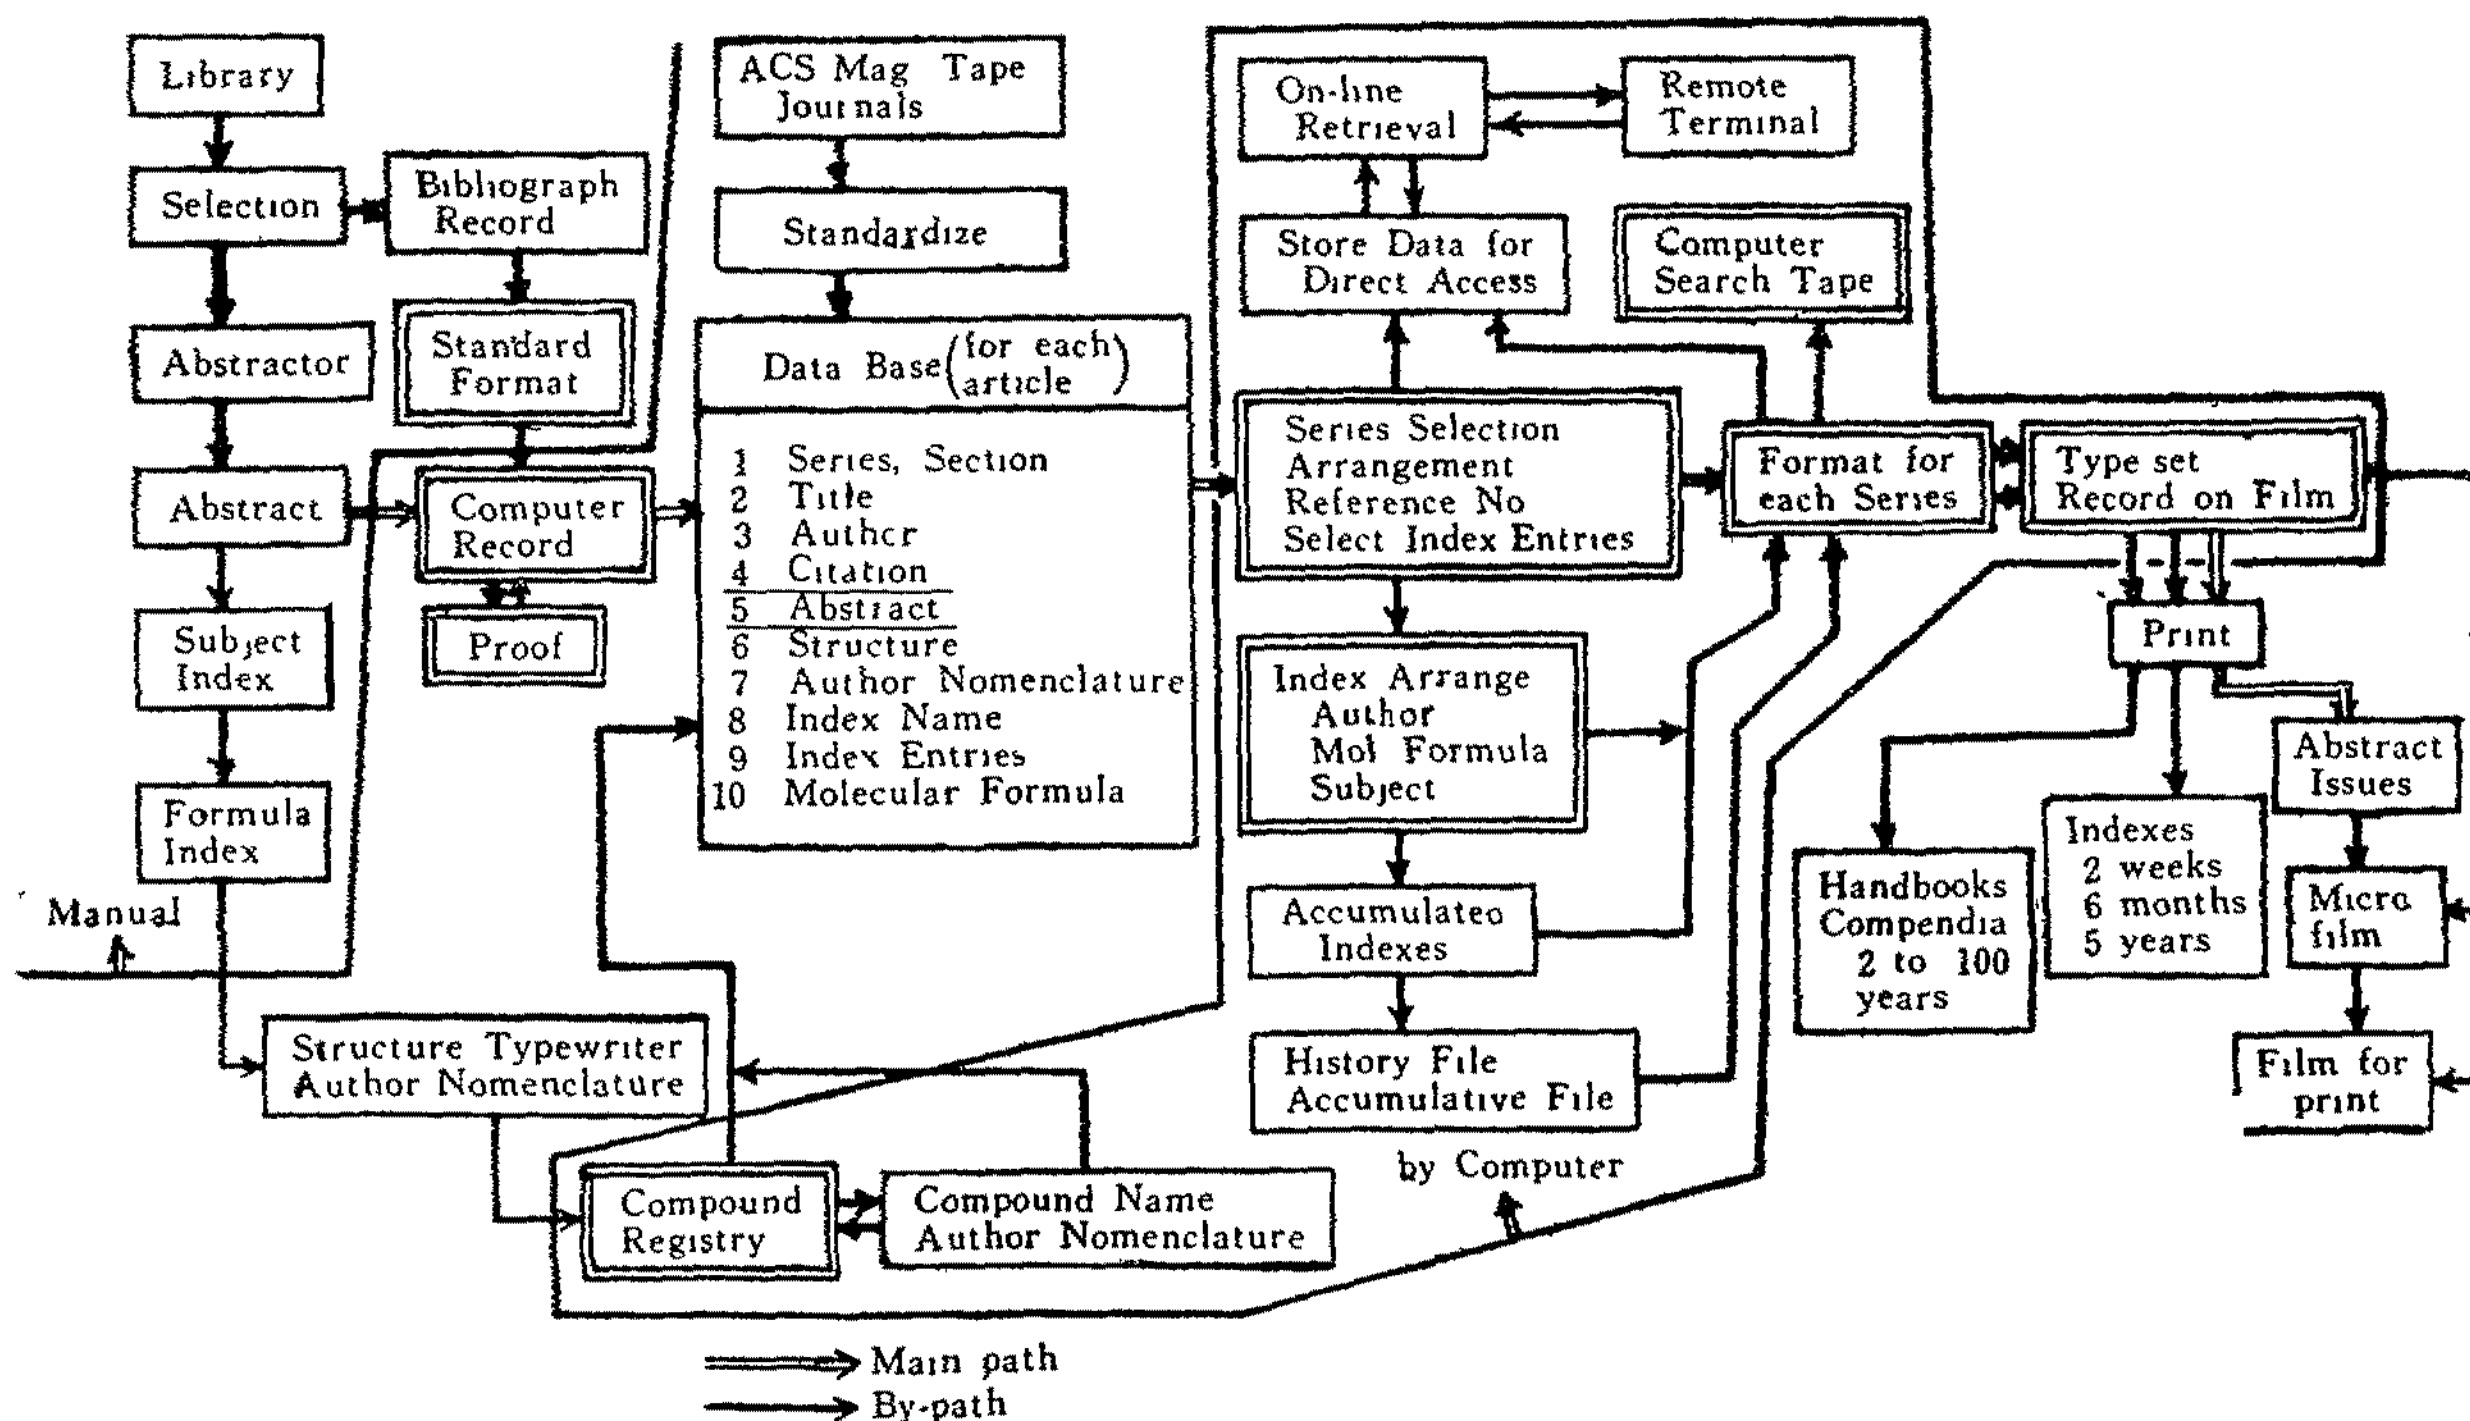 Library
Selection
Bibliograph
Record
Abstractor
Standard
Format
Abstract
Computer
Record
Proof
Subject
Index
Formula
Index
Manual
Structure Typewriter
Author Nomenclature
Compound
Registry
Compound Name
Author Nomenclature
ACS Mag Tape
Journals
Standardize
Data Base (for each
article)
1 Series, Section
2 Title
3 Author
4 Citation
5 Abstract
6 Structure
7 Author Nomenclature
8 Index Name
9 Index Entries
10 Molecular Formula
On-line
Retrieval
Remote
Terminal
Store Data for
Direct Access
Computer
Search Tape
Series Selection
Arrangement
Reference No
Select Index Entries
Format for
each Series
Type set
Record on Film
Index Arrange
Author
Mol Formula
Subject
Accumulated
Indexes
History File
Accumulative File
by Computer
Print
Handbooks
Compendia
2 to 100
years
Indexes
2 weeks
6 months
5 years
Abstract
Issues
Micro
film
Film for
print
Main path
By-path